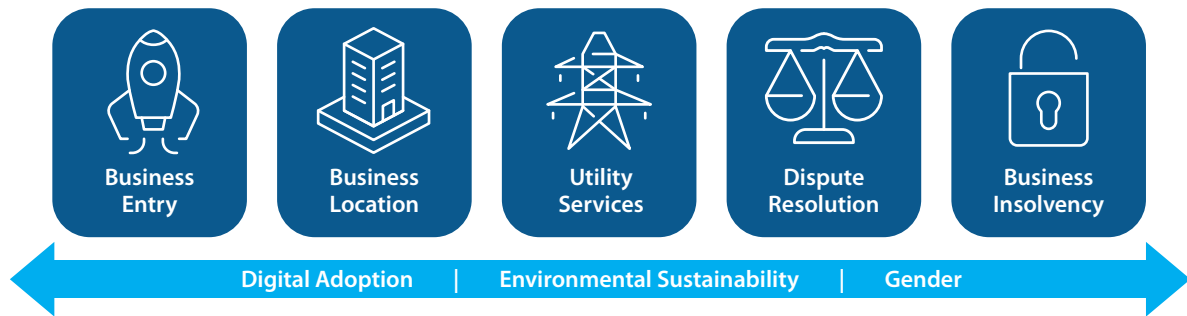 Business
Entry
Business
Location
Utility
Services
Dispute
Resolution
Business
Insolvency
Digital Adoption | Environmental Sustainability | Gender